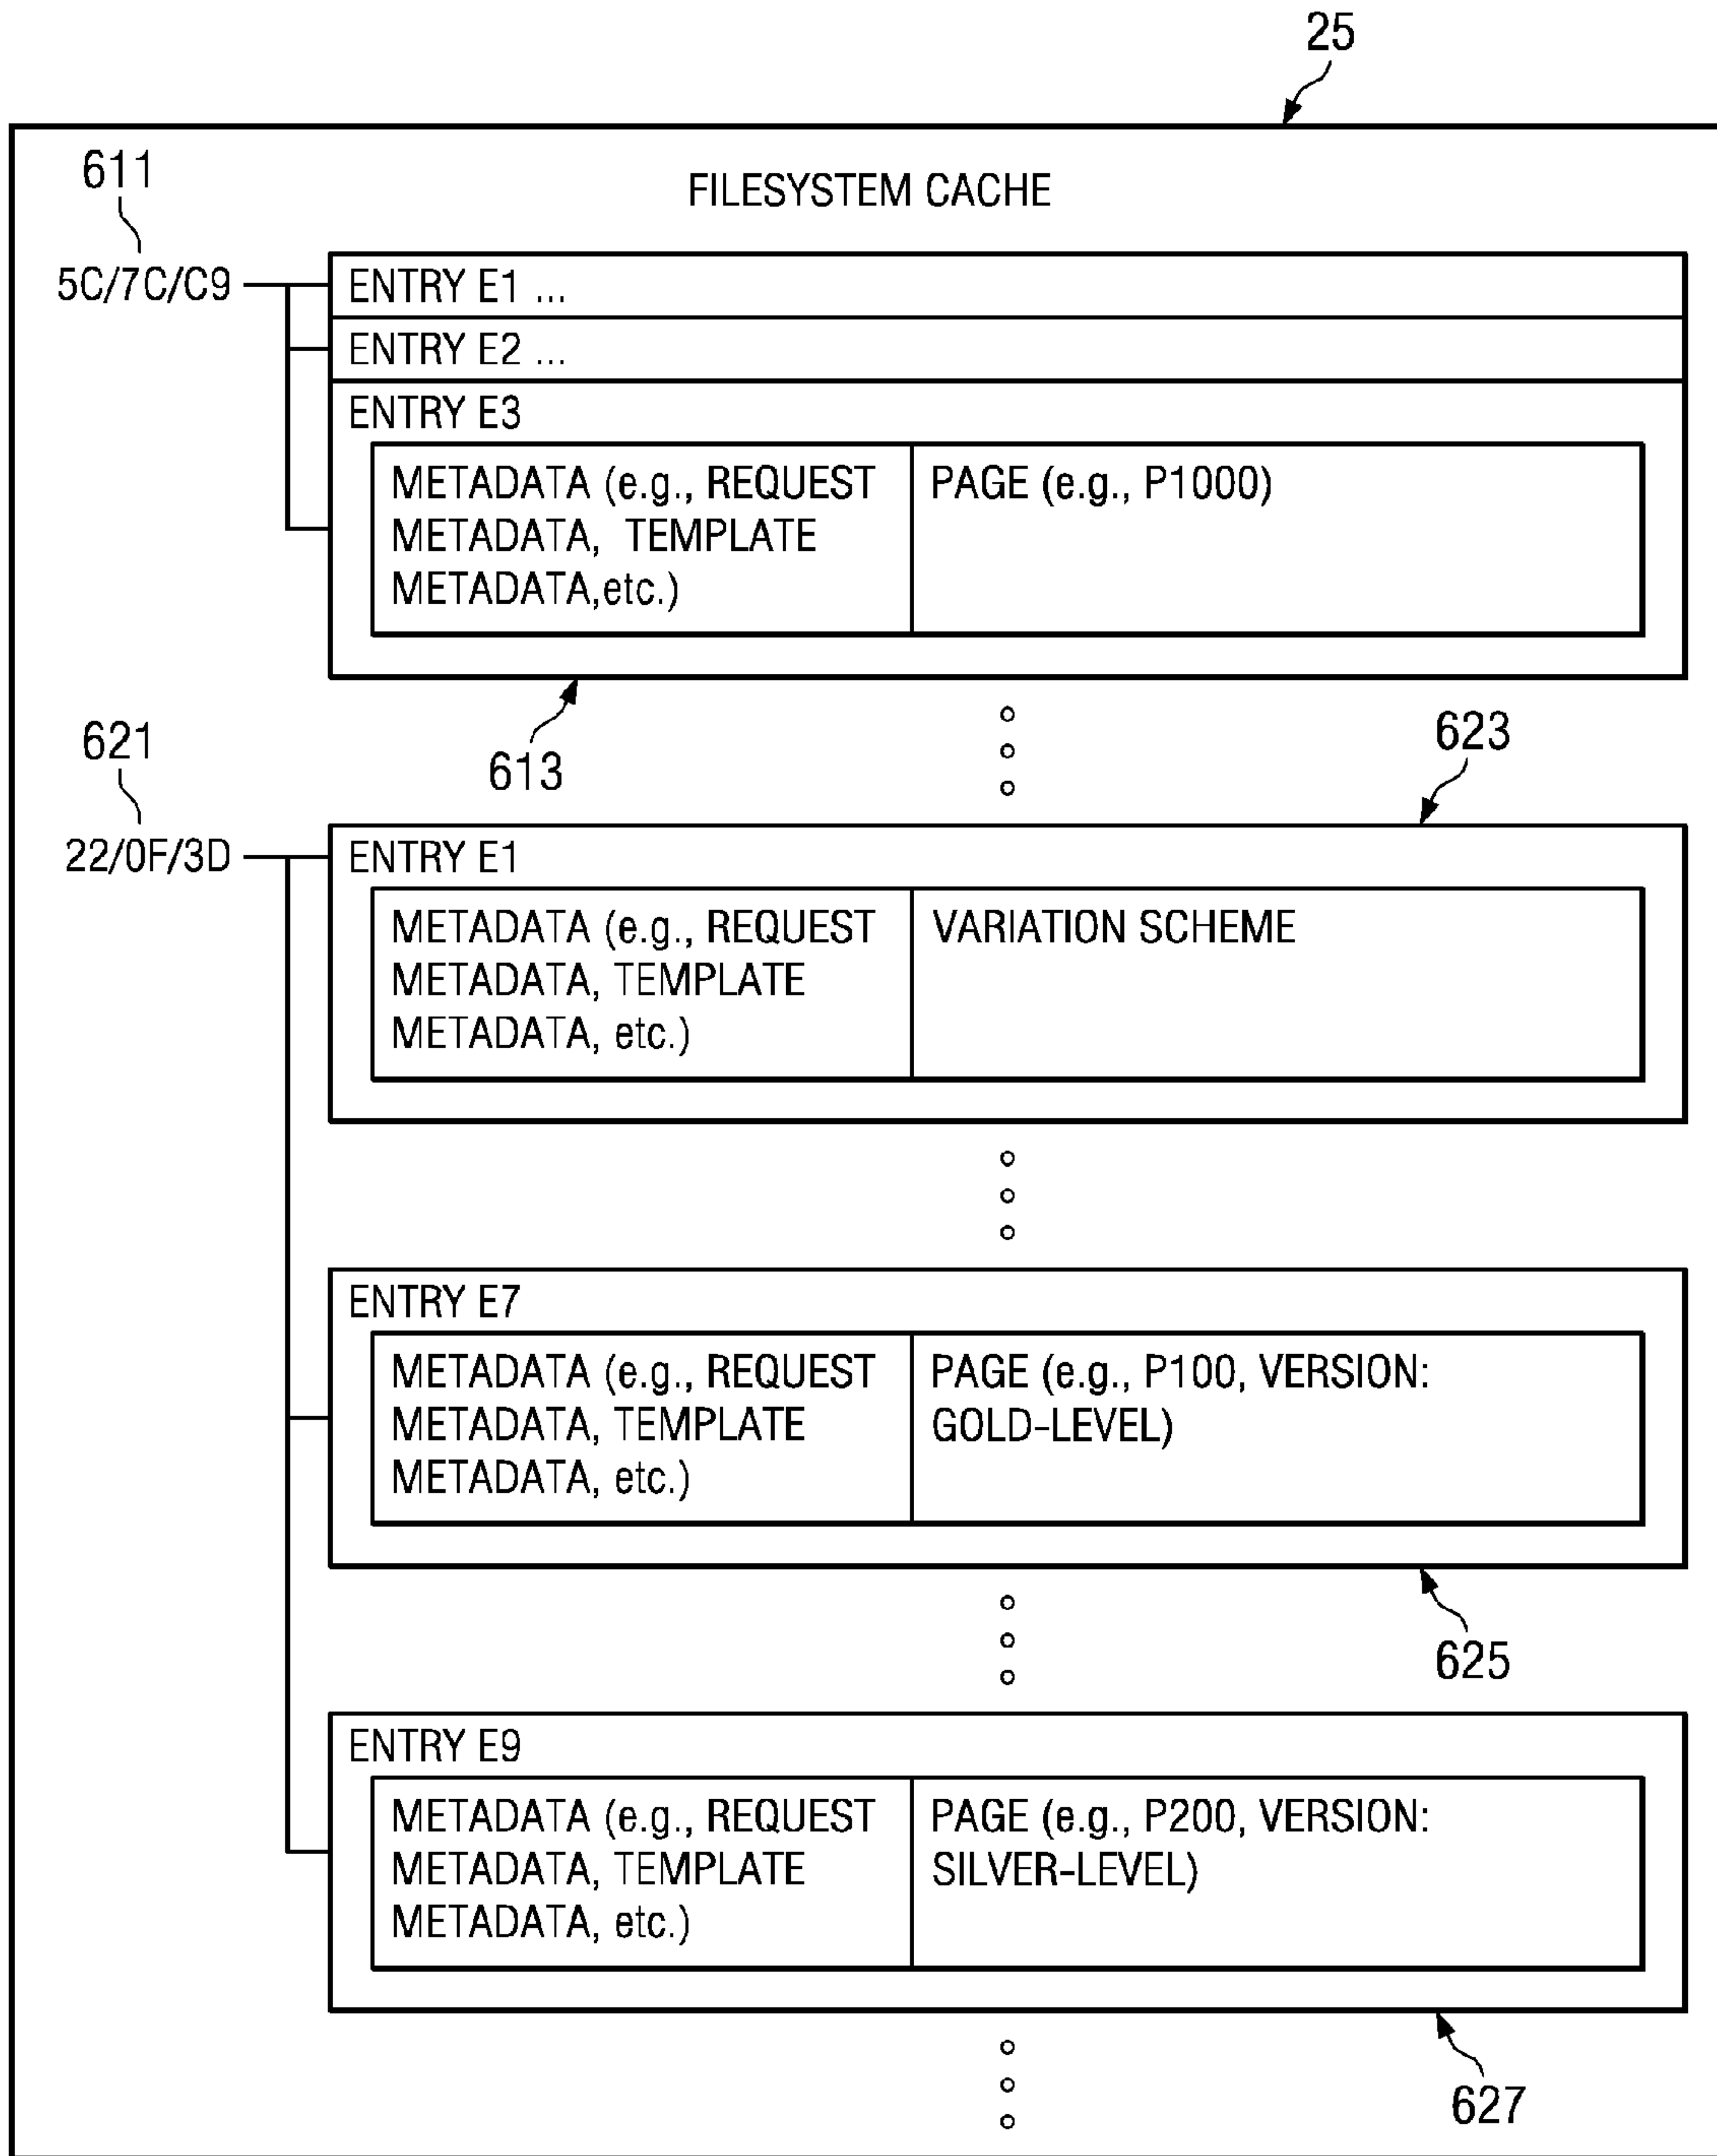 25
611
FILESYSTEM CACHE
5C/7C/C9
ENTRY E1 ...
ENTRY E2 ...
ENTRY E3
METADATA (e.g., REQUEST
METADATA, TEMPLATE
METADATA,etc.)
PAGE (e.g., P1000)
613
623
621
22/0F/3D
ENTRY E1
METADATA (e.g., REQUEST
METADATA, TEMPLATE
METADATA, etc.)
VARIATION SCHEME
ENTRY E7
METADATA (e.g., REQUEST
METADATA, TEMPLATE
METADATA, etc.)
PAGE (e.g., P100, VERSION:
GOLD-LEVEL)
625
ENTRY E9
METADATA (e.g., REQUEST
METADATA, TEMPLATE
METADATA, etc.)
PAGE (e.g., P200, VERSION:
SILVER-LEVEL)
627